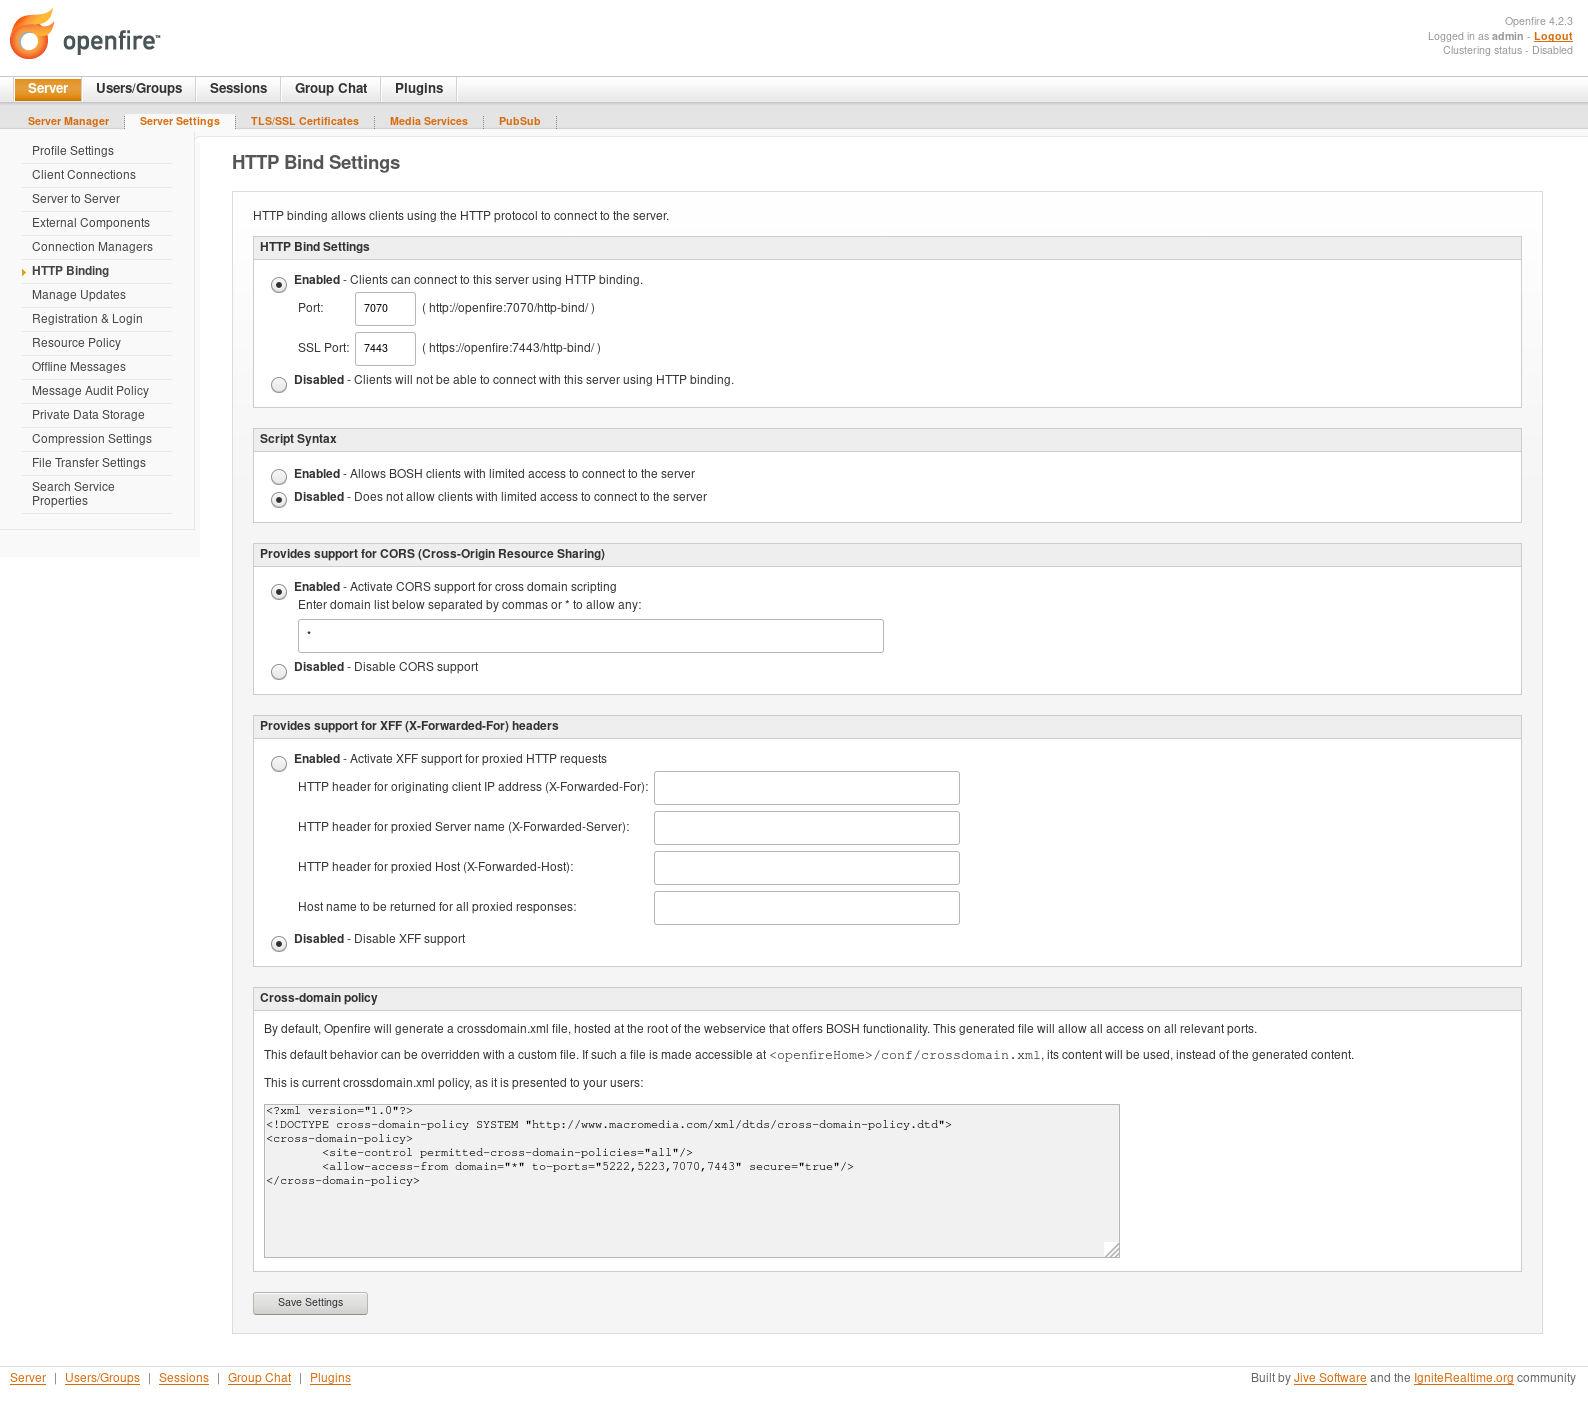 openfire™
Openfire 4.2.3
Logged in as admin - Logout
Clustering status - Disabled
Server Users/Groups Sessions Group Chat Plugins
Server Manager Server Settings TLS/SSL Certificates Media Services PubSub
Profile Settings
Client Connections
Server to Server
External Components
Connection Managers
HTTP Binding
Manage Updates
Registration & Login
Resource Policy
Offline Messages
Message Audit Policy
Private Data Storage
Compression Settings
File Transfer Settings
Search Service
Properties
HTTP Bind Settings
HTTP binding allows clients using the HTTP protocol to connect to the server.
HTTP Bind Settings
Enabled - Clients can connect to this server using HTTP binding.
Port: 7070 ( http://openfire:7070/http-bind/ )
SSL Port: 7443 ( https://openfire:7443/http-bind/ )
Disabled - Clients will not be able to connect with this server using HTTP binding.
Script Syntax
Enabled - Allows BOSH clients with limited access to connect to the server
Disabled - Does not allow clients with limited access to connect to the server
Provides support for CORS (Cross-Origin Resource Sharing)
Enabled - Activate CORS support for cross domain scripting
Enter domain list below separated by commas or * to allow any:
*
Disabled - Disable CORS support
Provides support for XFF (X-Forwarded-For) headers
Enabled - Activate XFF support for proxied HTTP requests
HTTP header for originating client IP address (X-Forwarded-For):
HTTP header for proxied Server name (X-Forwarded-Server):
HTTP header for proxied Host (X-Forwarded-Host):
Host name to be returned for all proxied responses:
Disabled - Disable XFF support
Cross-domain policy
By default, Openfire will generate a crossdomain.xml file, hosted at the root of the webservice that offers BOSH functionality. This generated file will allow all access on all relevant ports.
This default behavior can be overridden with a custom file. If such a file is made accessible at <openfireHome>/conf/crossdomain.xml, its content will be used, instead of the generated content.
This is current crossdomain.xml policy, as it is presented to your users:
<?xml version="1.0"?>
<!DOCTYPE cross-domain-policy SYSTEM "http://www.macromedia.com/xml/dtds/cross-domain-policy.dtd">
<cross-domain-policy>
<site-control permitted-cross-domain-policies="all"/>
<allow-access-from domain="*" to-ports="5222,5223,7070,7443" secure="true"/>
</cross-domain-policy>
Save Settings
Server | Users/Groups | Sessions | Group Chat | Plugins
Built by Jive Software and the IgniteRealtime.org community